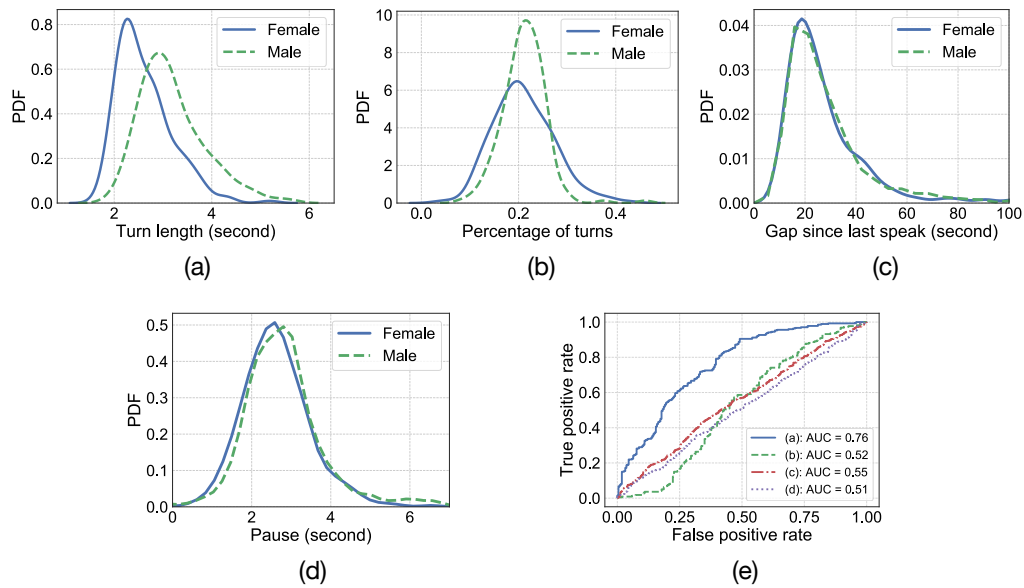 PDF
0.8
0.6
0.4
0.2
0.0
2
4
6
Turn length (second)
Female
Male
(a)
PDF
10
8
6
4
2
0
0.0
0.2
0.4
Percentage of turns
Female
Male
(b)
PDF
0.04
0.03
0.02
0.01
0.00
0
20
40
60
80
100
Gap since last speak (second)
Female
Male
(c)
PDF
0.5
0.4
0.3
0.2
0.1
0.0
0
2
4
6
Pause (second)
Female
Male
(d)
True positive rate
1.0
0.8
0.6
0.4
0.2
0.0
0.00
0.25
0.50
0.75
1.00
False positive rate
(a): AUC = 0.76
(b): AUC = 0.52
(c): AUC = 0.55
(d): AUC = 0.51
(e)